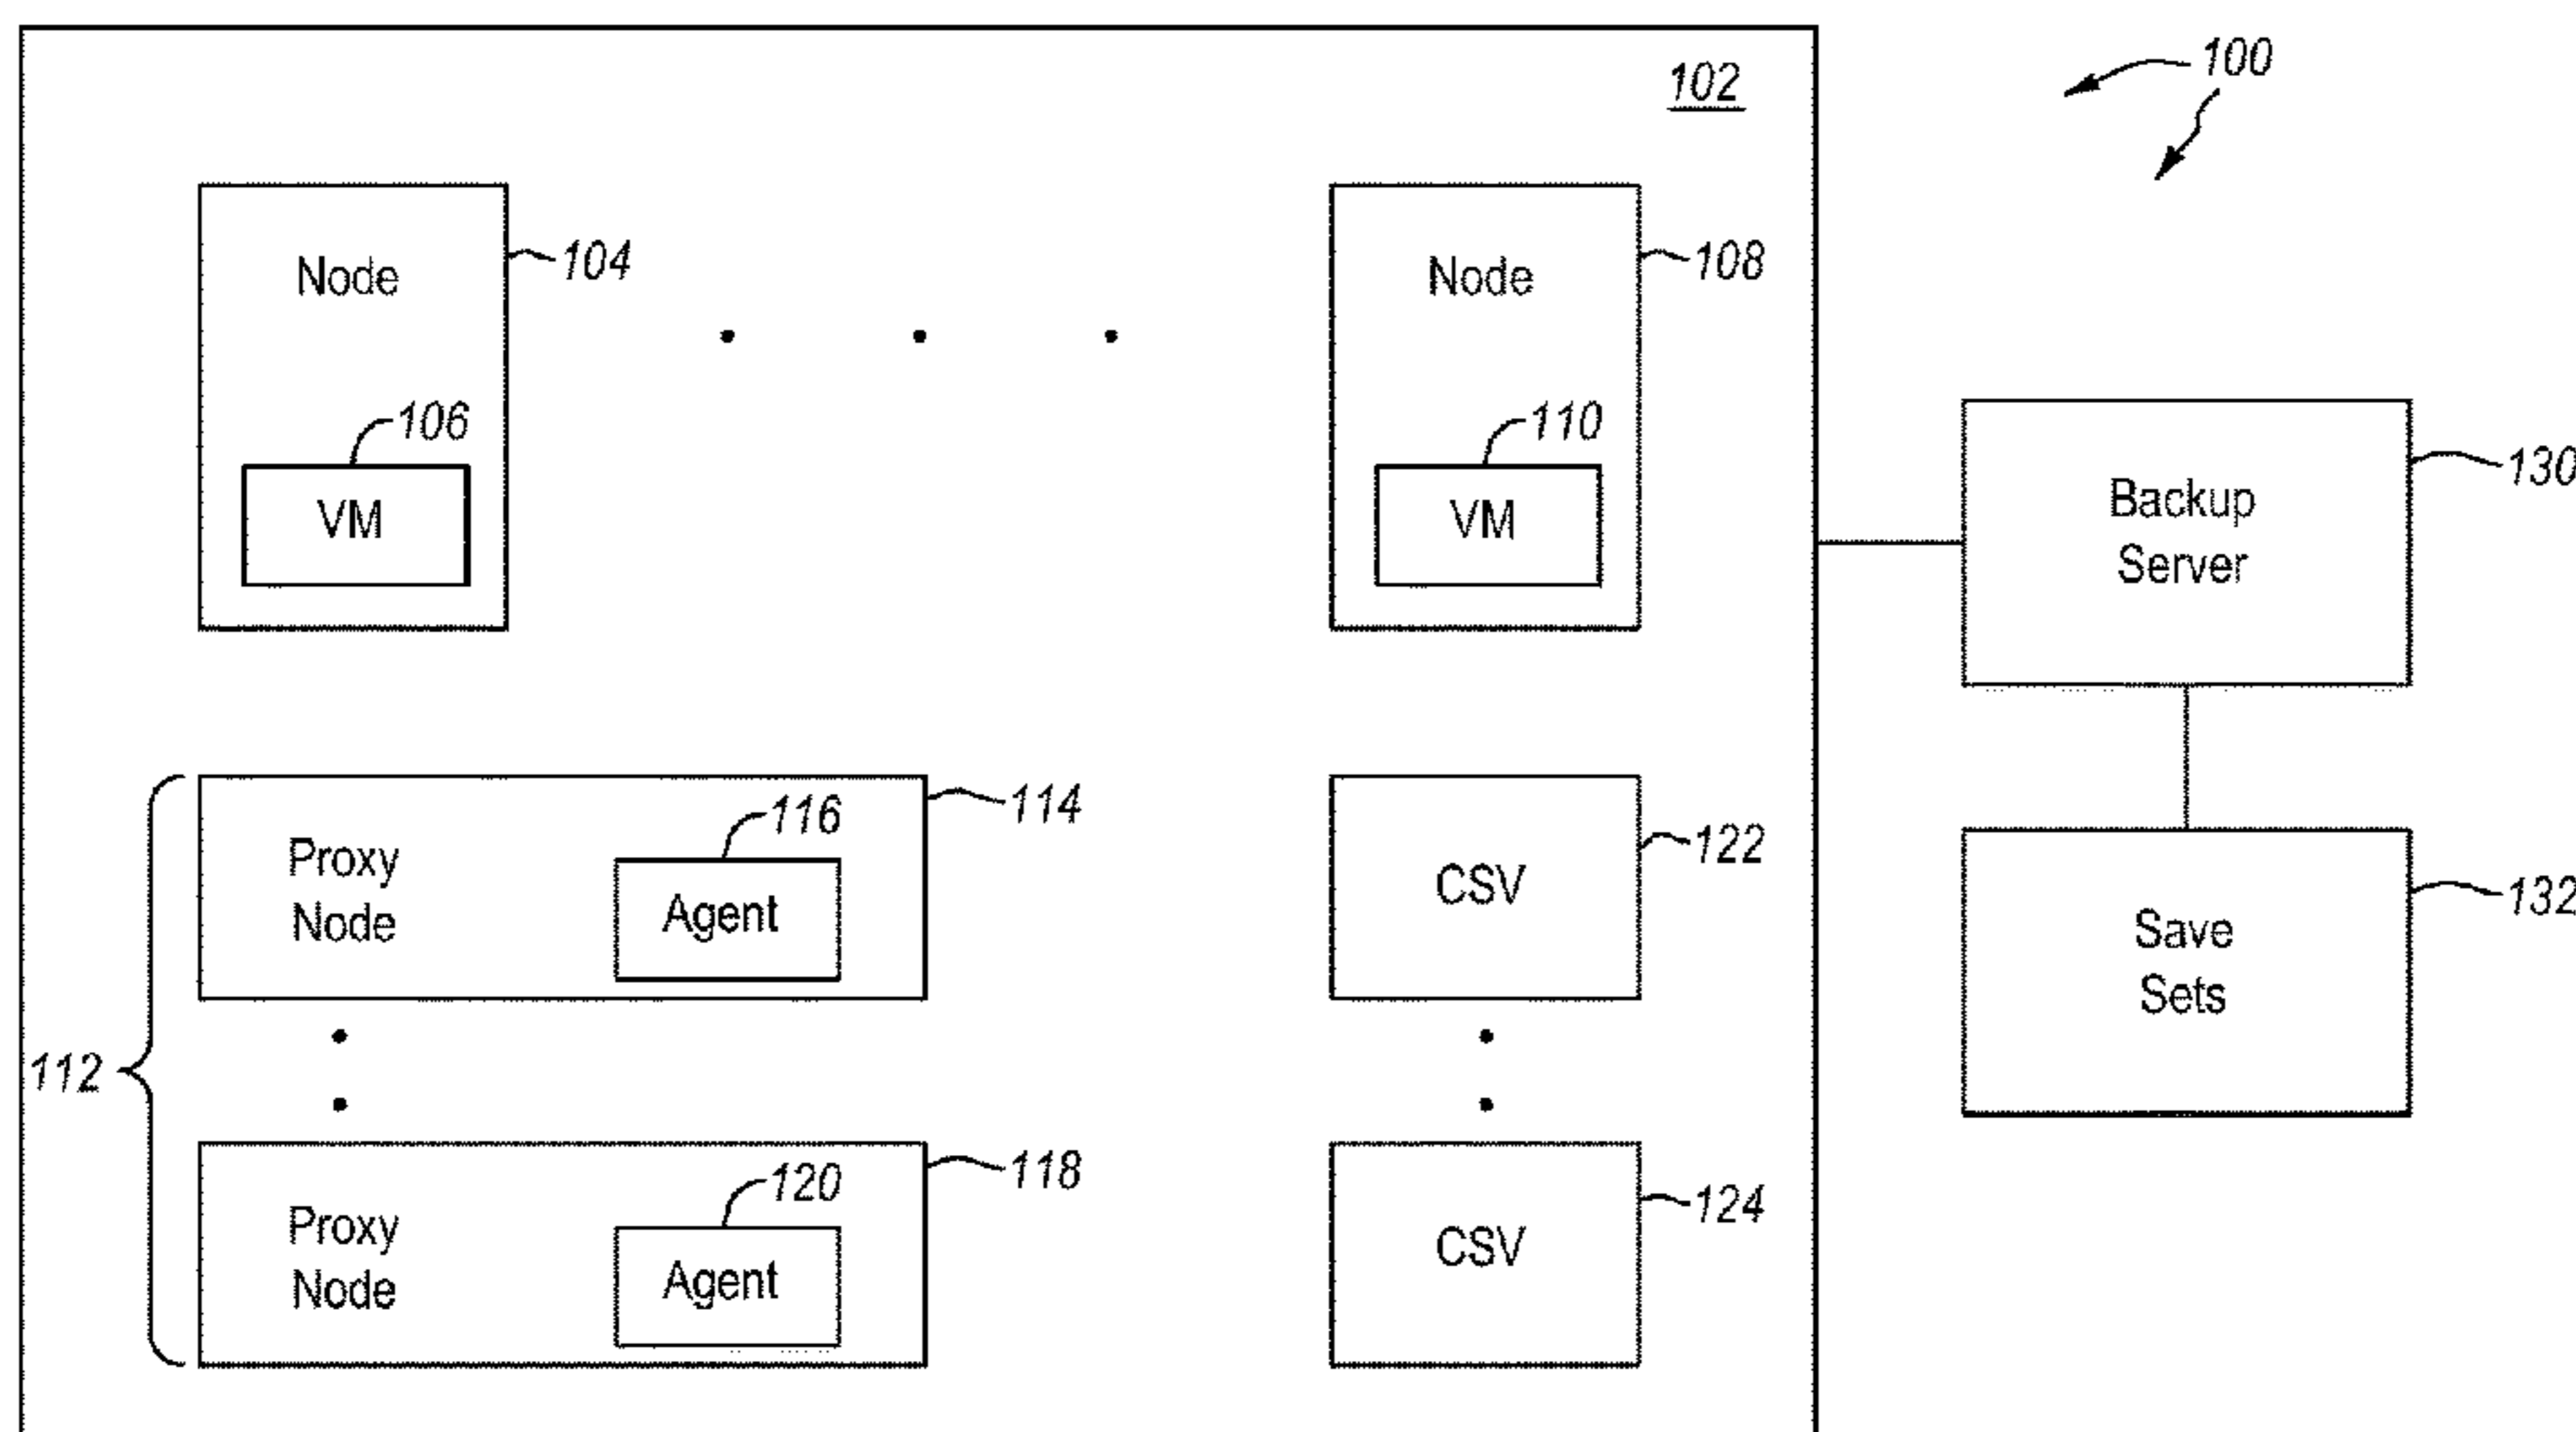 100
102
Node
104
Node
108
106
VM
110
VM
Backup
Server
130
112
Proxy
Node
116
Agent
114
CSV
122
Save
Sets
132
Proxy
Node
120
Agent
118
CSV
124